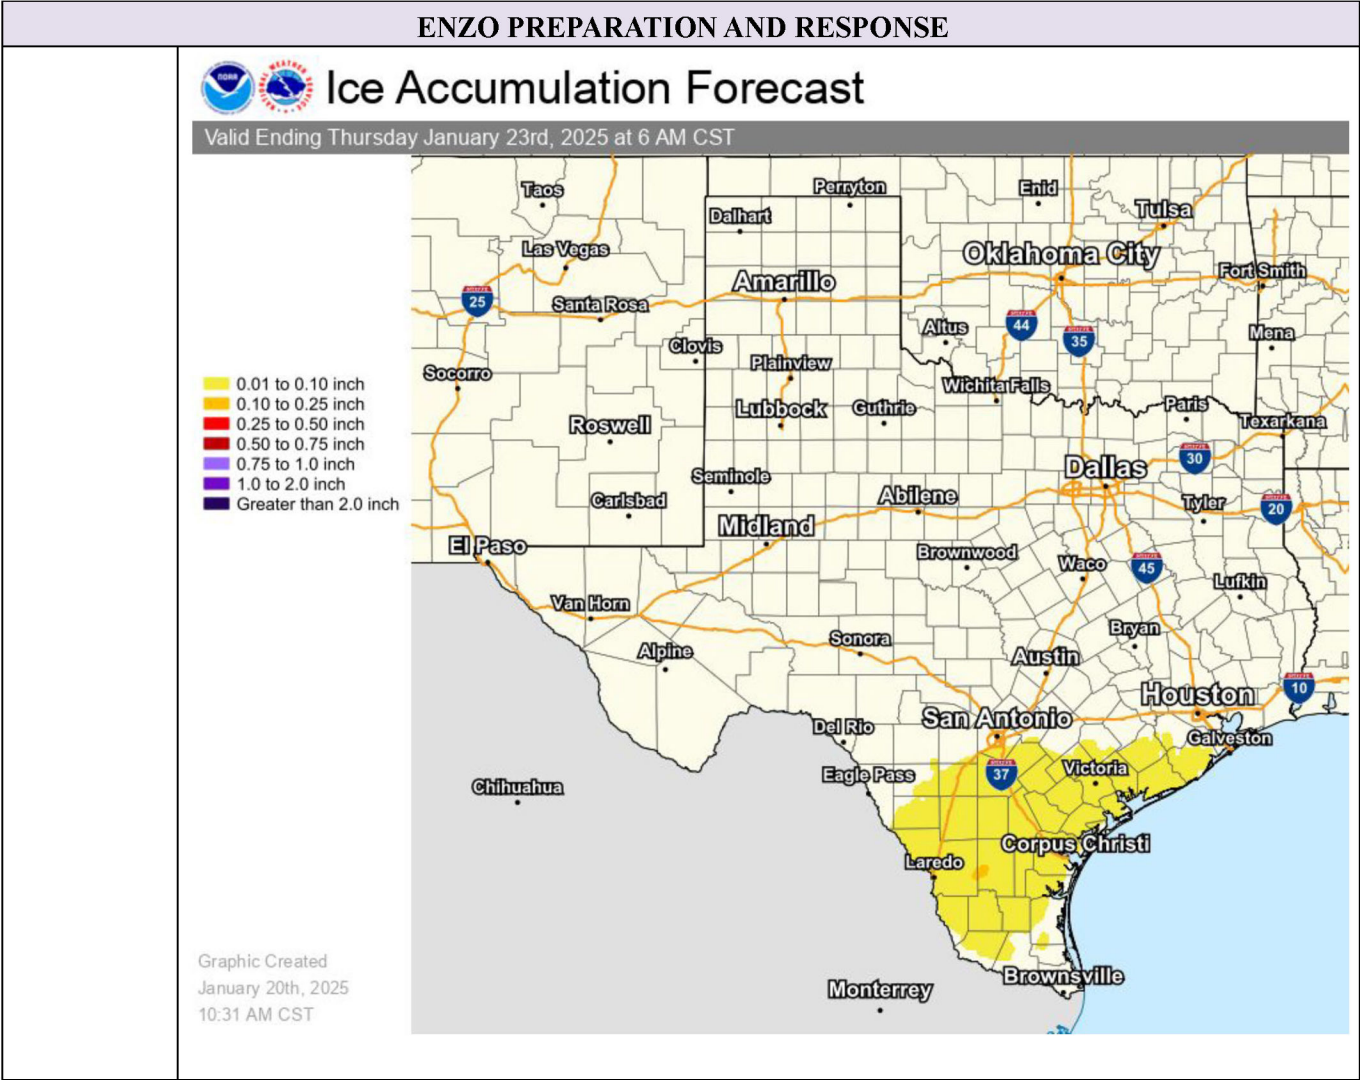 ENZO PREPARATION AND RESPONSE
NOAA
Ice Accumulation Forecast
Valid Ending Thursday January 23rd, 2025 at 6 AM CST
0.01 to 0.10 inch
0.10 to 0.25 inch
0.25 to 0.50 inch
0.50 to 0.75 inch
0.75 to 1.0 inch
1.0 to 2.0 inch
Greater than 2.0 inch
Taos
Perryton
Enid
Dalhart
Tulsa
Las Vegas
Oklahoma City
Fort Smith
Amarillo
25
Santa Rosa
44
Altus
35
Mena
Clovis
Plainview
Socorro
Wichita Falls
Lubbock
Guthrie
Paris
Roswell
Texarkana
30
Dallas
Seminole
Abilene
Carlsbad
Tyler
20
Midland
El Paso
Brownwood
Waco
45
Lufkin
Van Horn
Bryan
Sonora
Alpine
Austin
10
Houston
San Antonio
Del Rio
Galveston
Eagle Pass
37
Victoria
Chihuahua
Corpus Christi
Laredo
Brownsville
Monterrey
Graphic Created
January 20th, 2025
10:31 AM CST